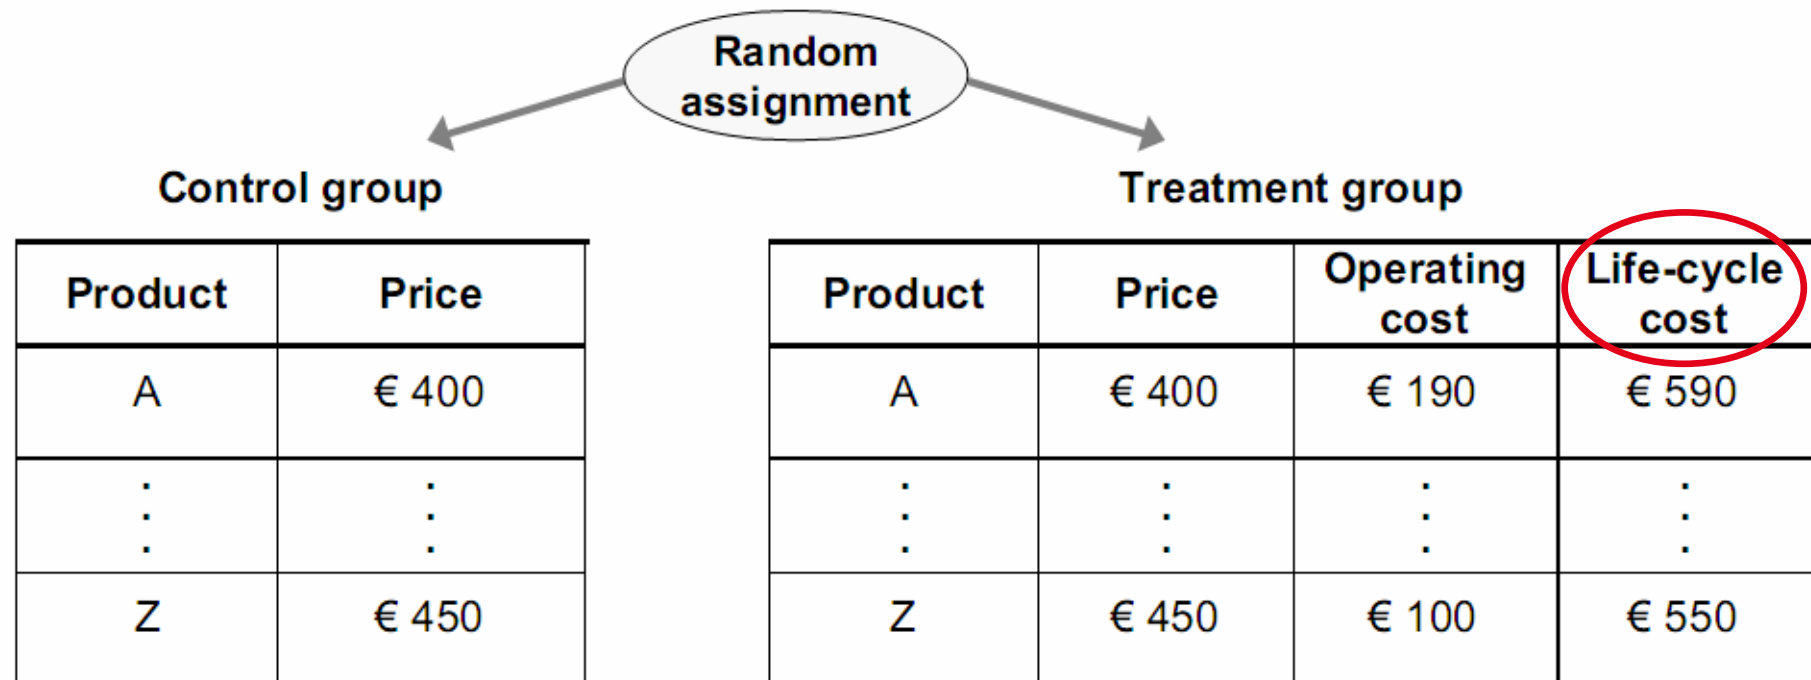 Random
assignment
Control group
Treatment group
Product Price
Product Price Operating cost Life-cycle cost
A € 400
A € 400 € 190 € 590
Z € 450
Z € 450 € 100 € 550